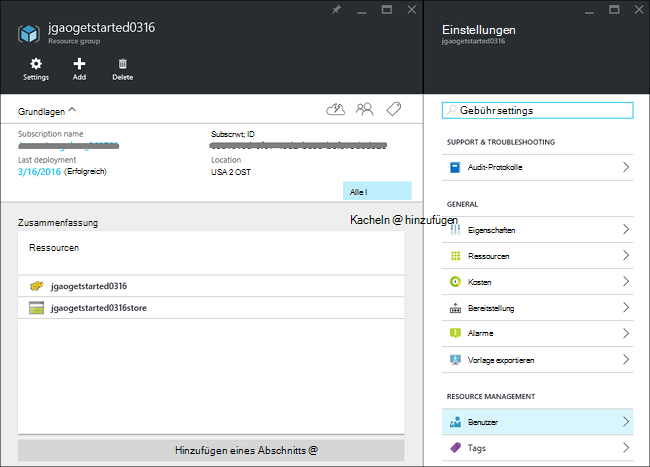 jgaogetstarted0316
Resource group
Settings
Add
Delete
Grundlagen
Subscription name
Subscrwt; ID
Last deployment
3/16/2016 (Erfolgreich)
Location
USA 2 OST
Alle I
Kacheln @ hinzufügen
Zusammenfassung
Ressourcen
jgaogetstarted0316
jgaogetstarted0316store
Hinzufügen eines Abschnitts @
Einstellungen
jgaogetstarted0316
Gebühr settings
SUPPORT & TROUBLESHOOTING
Audit-Protokolle
GENERAL
Eigenschaften
Ressourcen
Kosten
Bereitstellung
Alarme
Vorlage exportieren
RESOURCE MANAGEMENT
Benutzer
Tags